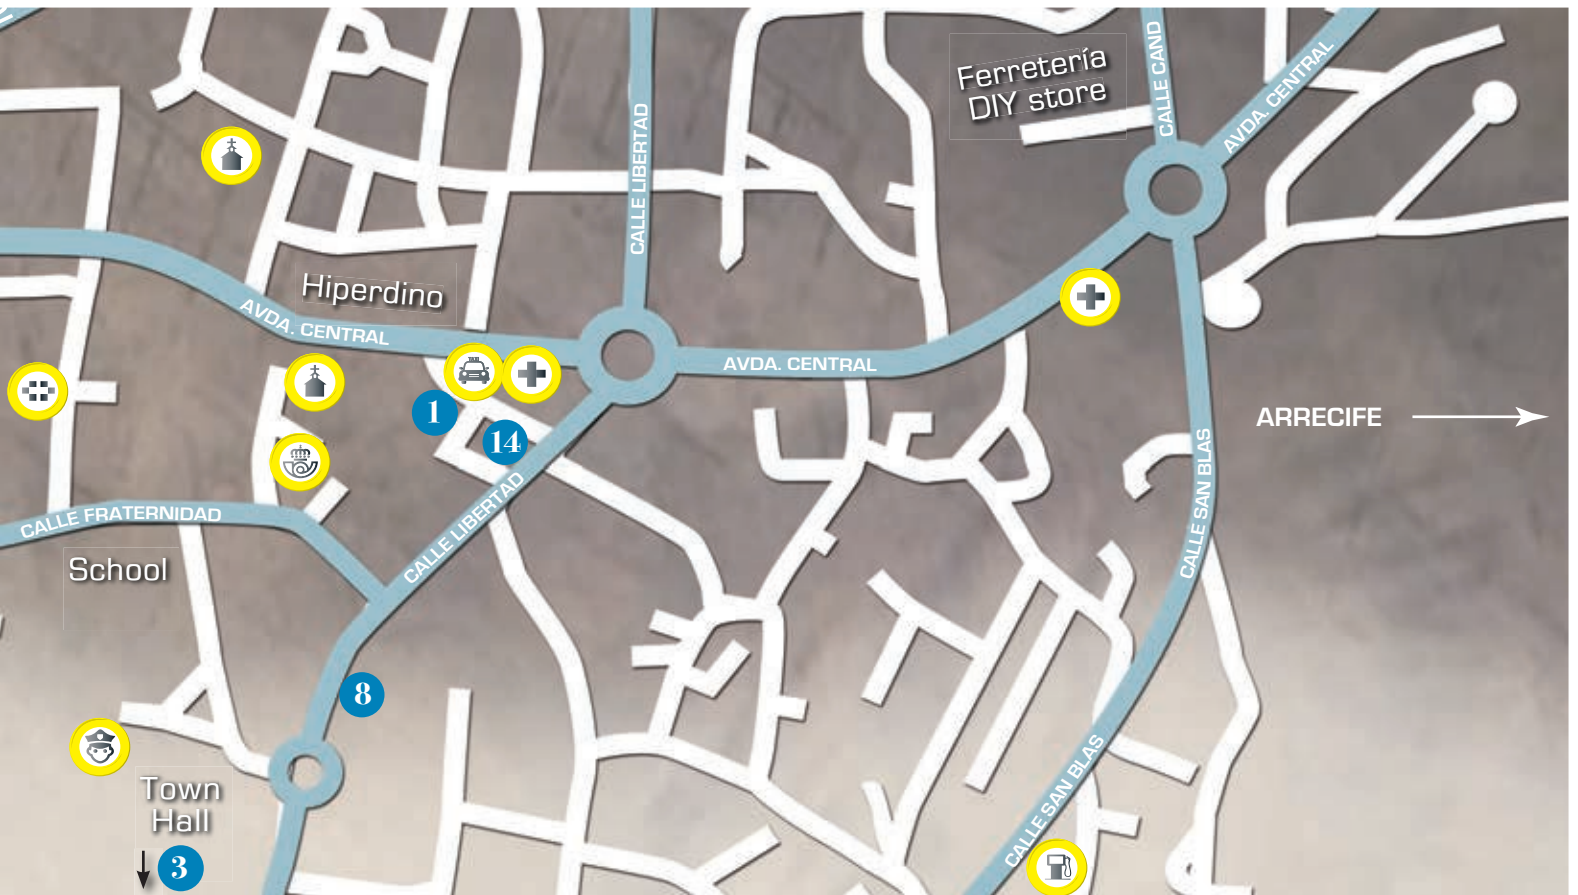 Ferretería
DIY store
CALLE CAND
AVDA. CENTRAL
CALLE LIBERTAD
Hiperdino
AVDA. CENTRAL
AVDA. CENTRAL
1
14
ARRECIFE
CALLE FRATERNIDAD
CALLE LIBERTAD
CALLE SAN BLAS
School
8
CALLE SAN BLAS
Town
Hall
3